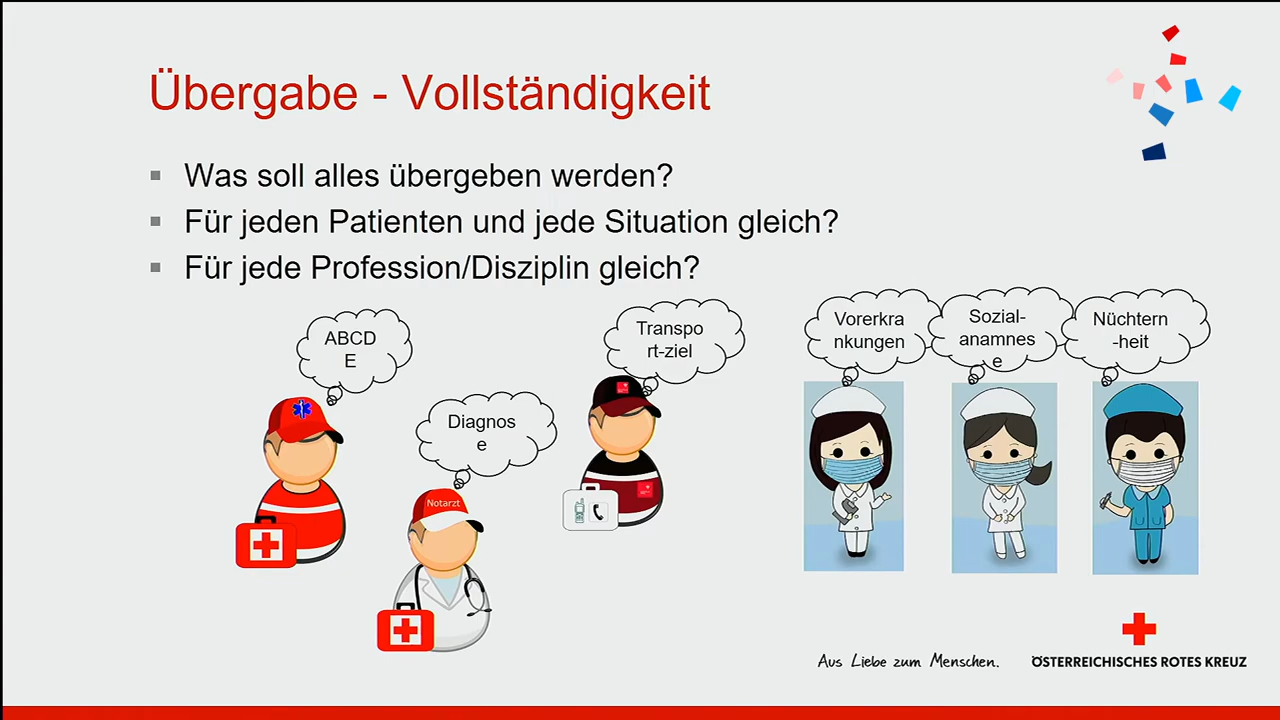 Übergabe - Vollständigkeit
Was soll alles übergeben werden?
Für jeden Patienten und jede Situation gleich?
Für jede Profession/Disziplin gleich?
ABCD
E
Diagnos
e
Transpo
rt-ziel
Vorerkra
nkungen
Sozial-
anamnes
e
Nüchtern
-heit
Notarzt
Aus Liebe zum Menschen.
ÖSTERREICHISCHES ROTES KREUZ